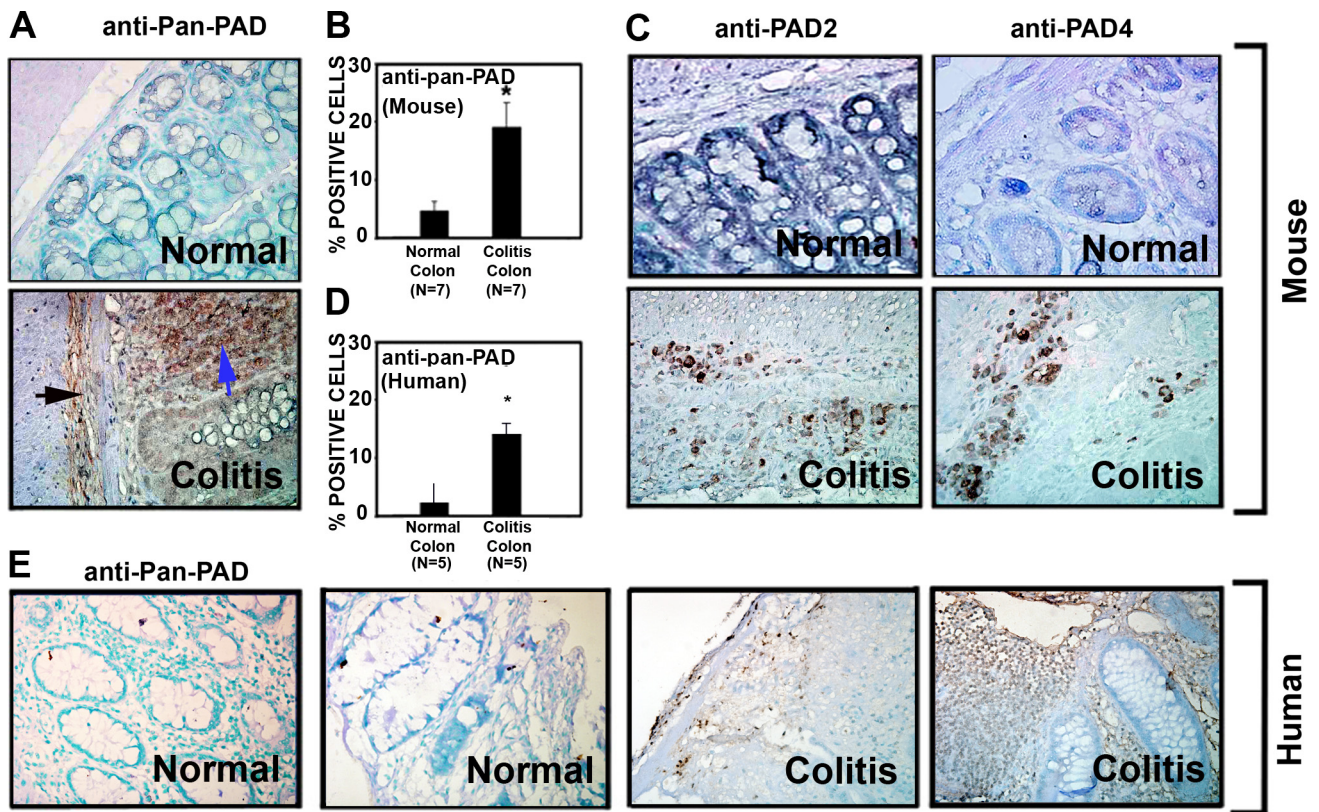 A
anti-Pan-PAD
Normal
Colitis
B
% POSITIVE CELLS
30
20
10
0
anti-pan-PAD
(Mouse)
*
Normal
Colon
(N=7)
Colitis
Colon
(N=7)
D
% POSITIVE CELLS
30
20
10
0
anti-pan-PAD
(Human)
*
Normal
Colon
(N=5)
Colitis
Colon
(N=5)
C
anti-PAD2
anti-PAD4
Normal
Normal
Colitis
Colitis
Mouse
E
anti-Pan-PAD
Normal
Normal
Colitis
Colitis
Human